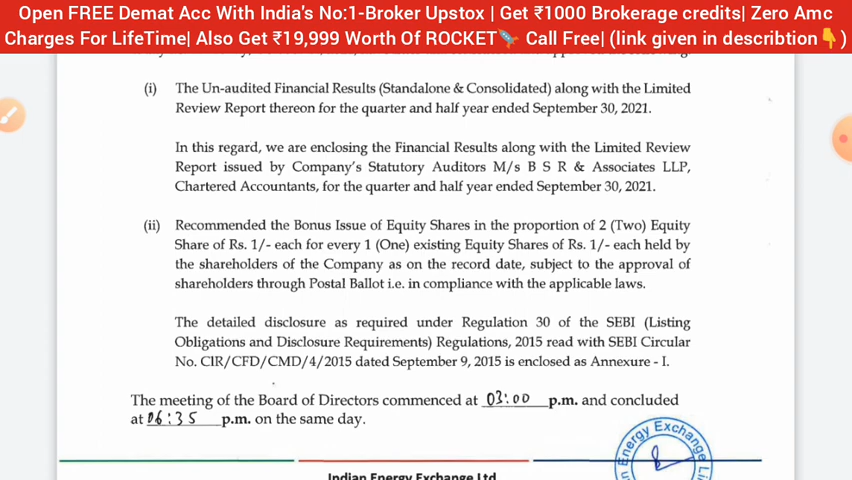 Open FREE Demat Acc With India's No:1-Broker Upstox | Get ₹1000 Brokerage credits| Zero Amc
Charges For LifeTime| Also Get ₹19,999 Worth Of ROCKET🚀 Call Free| (link given in describtion👇)
(i) The Un-audited Financial Results (Standalone & Consolidated) along with the Limited
Review Report thereon for the quarter and half year ended September 30, 2021.
In this regard, we are enclosing the Financial Results along with the Limited Review
Report issued by Company's Statutory Auditors M/s B S R & Associates LLP,
Chartered Accountants, for the quarter and half year ended September 30, 2021.
(ii) Recommended the Bonus Issue of Equity Shares in the proportion of 2 (Two) Equity
Share of Rs. 1/- each for every 1 (One) existing Equity Shares of Rs. 1/- each held by
the shareholders of the Company as on the record date, subject to the approval of
shareholders through Postal Ballot i.e. in compliance with the applicable laws.
The detailed disclosure as required under Regulation 30 of the SEBI (Listing
Obligations and Disclosure Requirements) Regulations, 2015 read with SEBI Circular
No. CIR/CFD/CMD/4/2015 dated September 9, 2015 is enclosed as Annexure - I.
The meeting of the Board of Directors commenced at 03:00 p.m. and concluded
at 06:35 p.m. on the same day.
Energy Exchange
Indian Energy Exchange Ltd